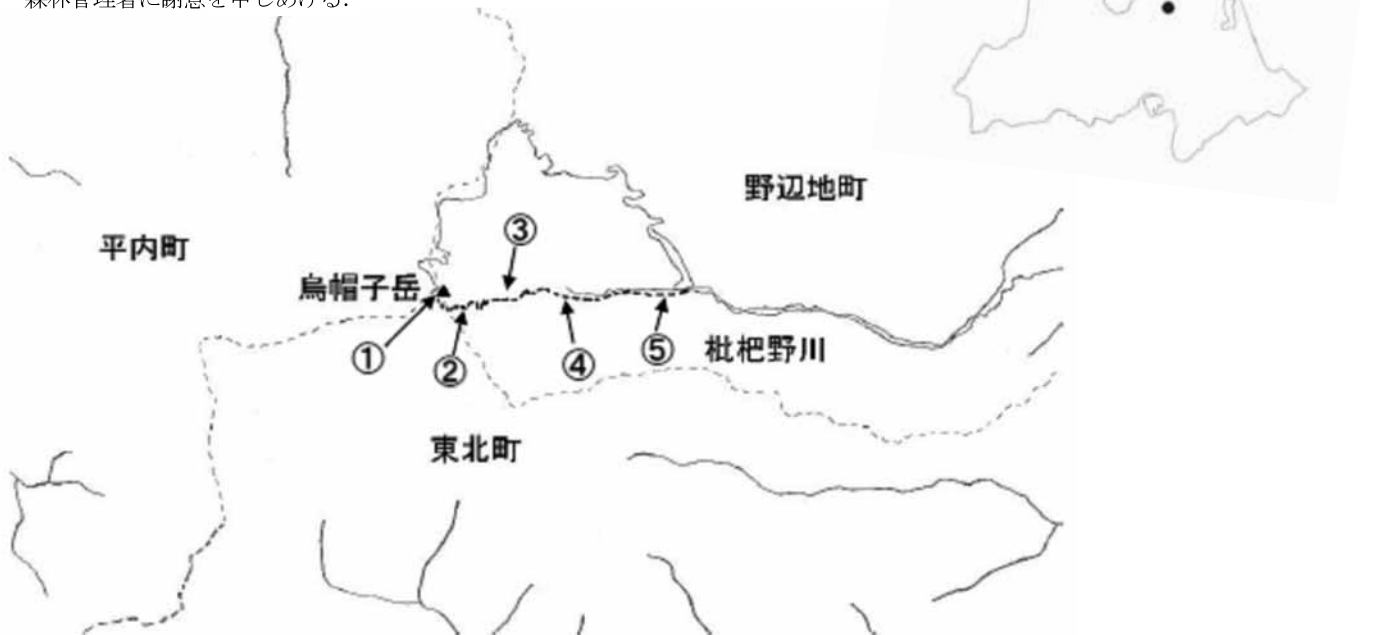 森林管理者に謝意を申しあげる．
野辺地町
③
平内町
烏帽子岳
①
②
④
⑤
枇杷野川
東北町